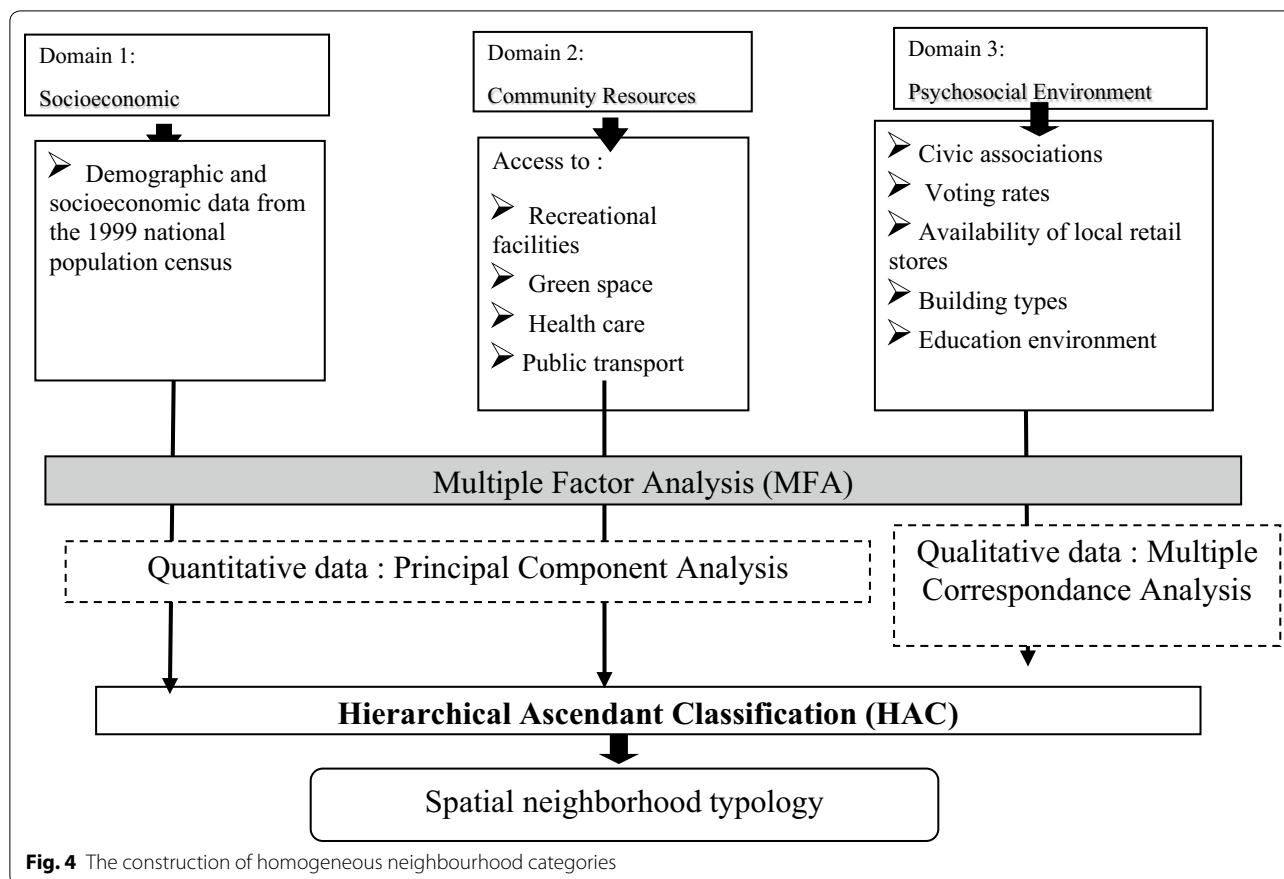 Domain 1:
Socioeconomic
Domain 2:
Community Resources
Domain 3:
Psychosocial Environment
Demographic and
socioeconomic data from
the 1999 national
population census
Access to :
Recreational
facilities
Green space
Health care
Public transport
Civic associations
Voting rates
Availability of local retail
stores
Building types
Education environment
Multiple Factor Analysis (MFA)
Quantitative data : Principal Component Analysis
Qualitative data : Multiple
Correspondance Analysis
Hierarchical Ascendant Classification (HAC)
Spatial neighborhood typology
Fig. 4 The construction of homogeneous neighbourhood categories